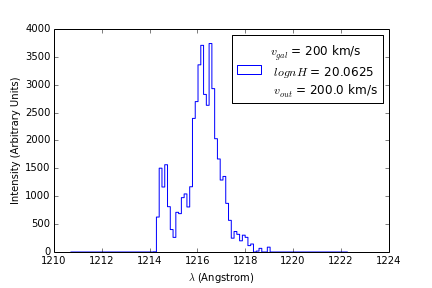 4000
3500
3000
2500
2000
1500
1000
500
0
Intensity (Arbitrary Units)
v_gal = 200 km/s
lognH = 20.0625
v_out = 200.0 km/s
1210 1212 1214 1216 1218 1220 1222 1224
λ (Angstrom)